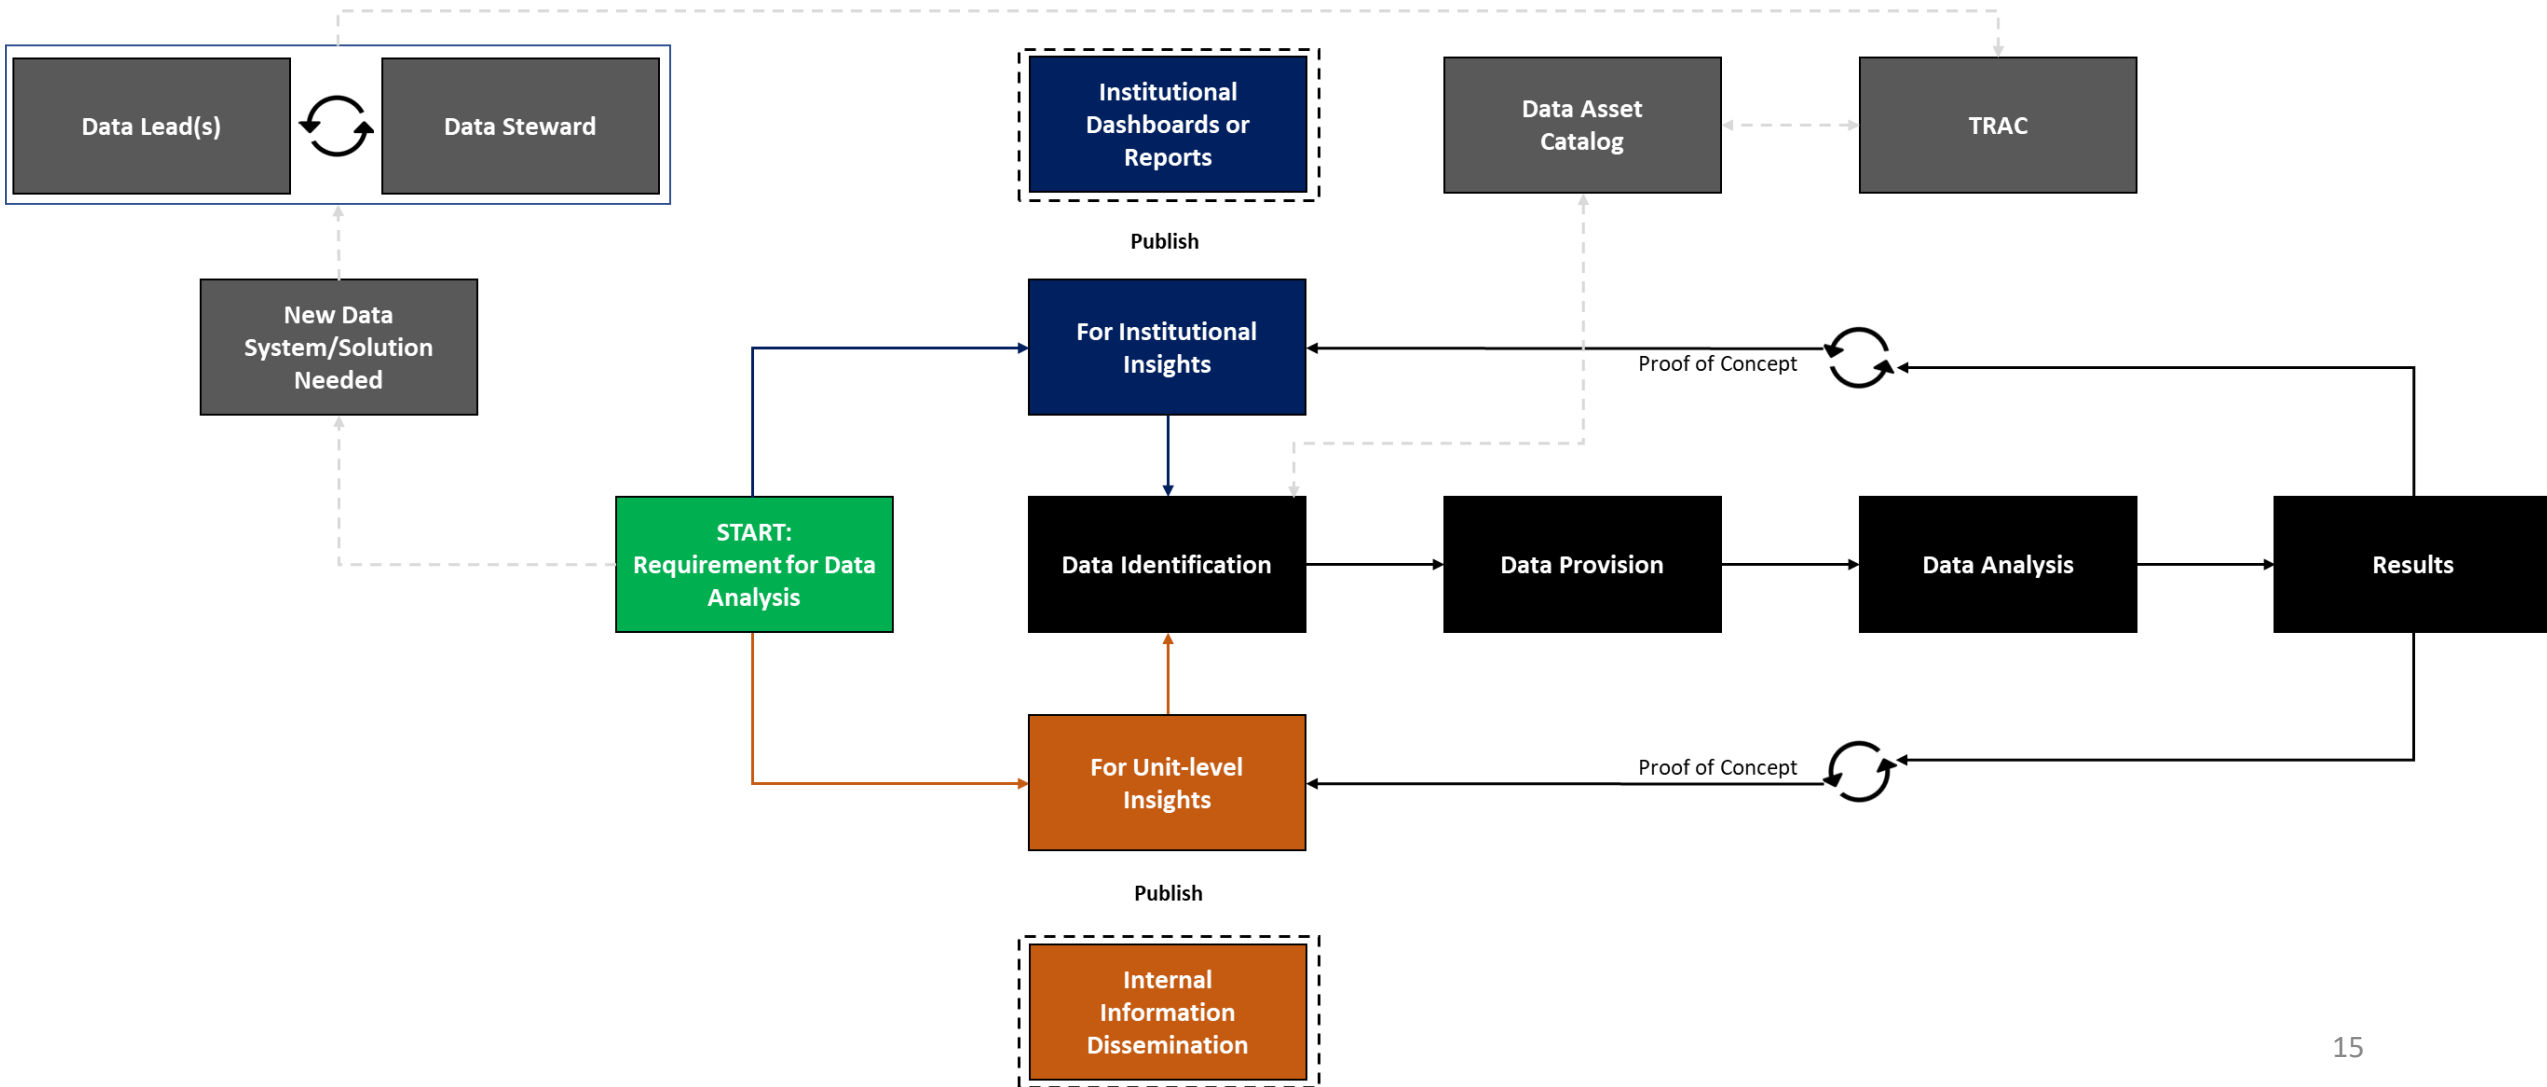 Data Lead(s)
Data Steward
Institutional
Dashboards or
Reports
Data Asset
Catalog
TRAC
Publish
New Data
System/Solution
Needed
For Institutional
Insights
Proof of Concept
START:
Requirement for Data
Analysis
Data Identification
Data Provision
Data Analysis
Results
For Unit-level
Insights
Proof of Concept
Publish
Internal
Information
Dissemination
15